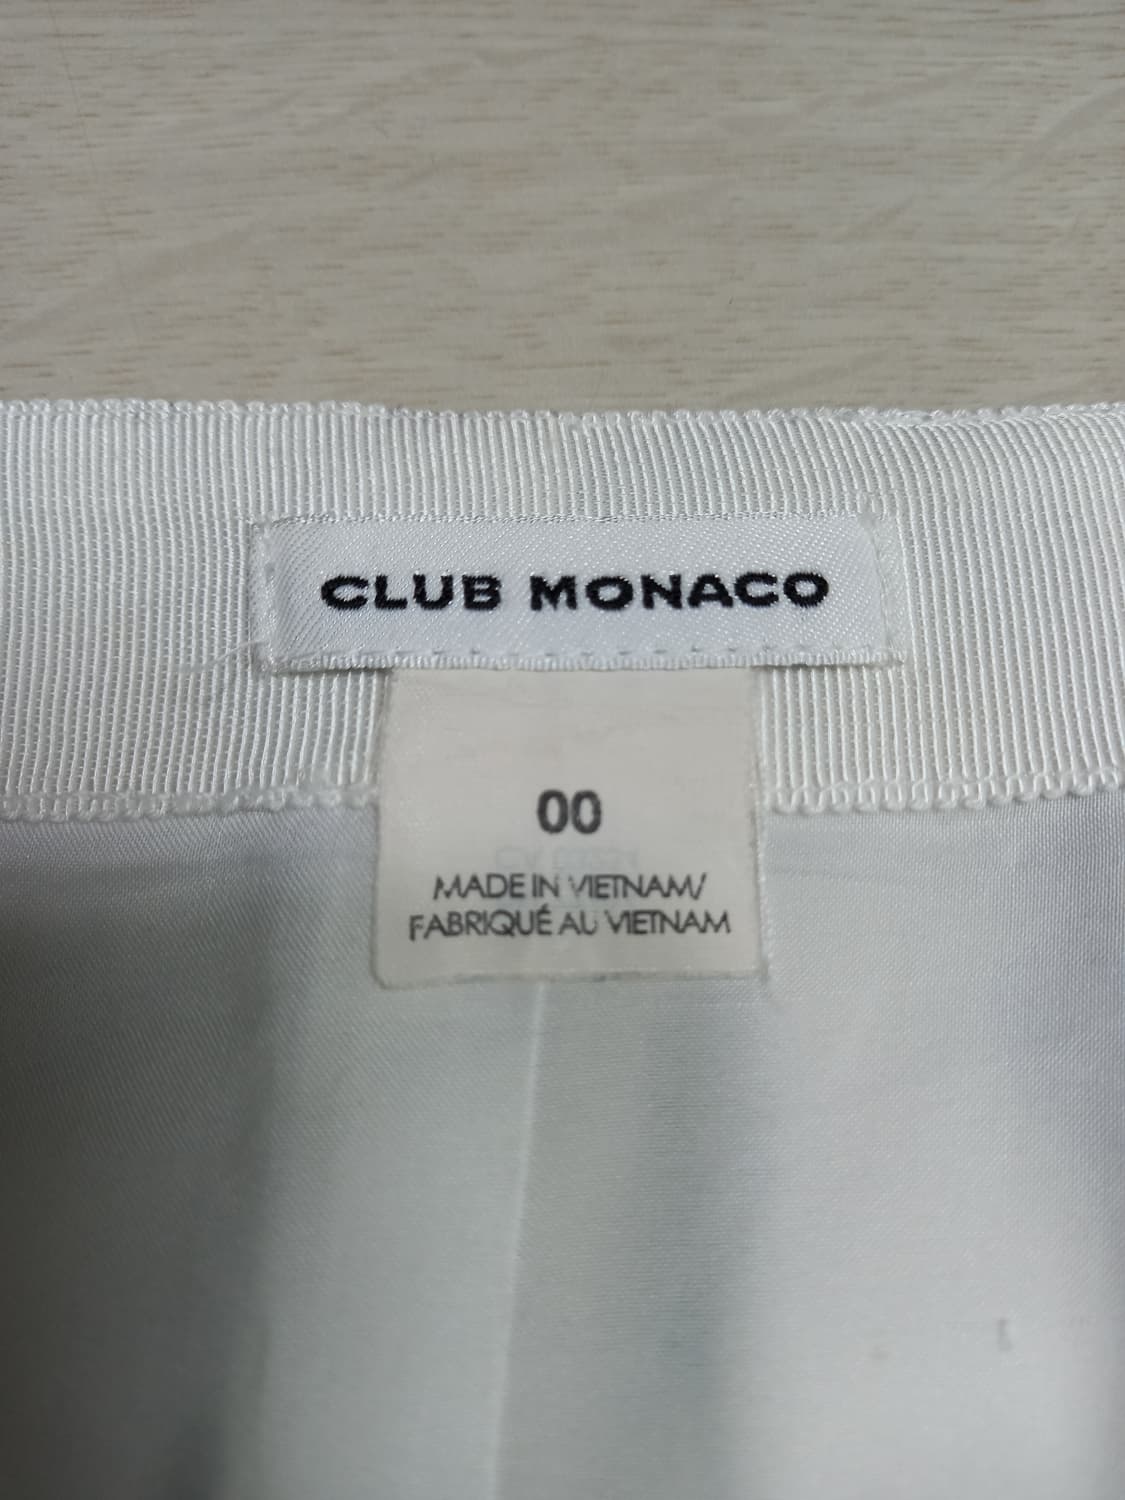 CLUB MONACO
00
MADE IN VIETNAM/
FABRIQUÉ AU VIETNAM